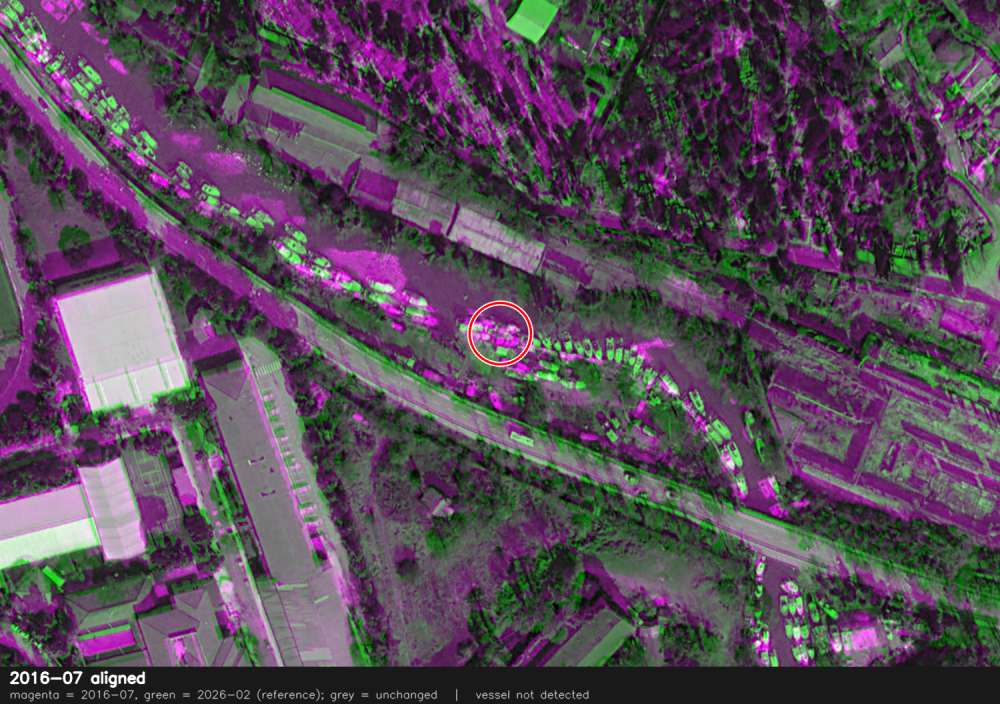 2016-07 aligned
magenta = 2016-07, green = 2026-02 (reference); grey = unchanged | vessel not detected